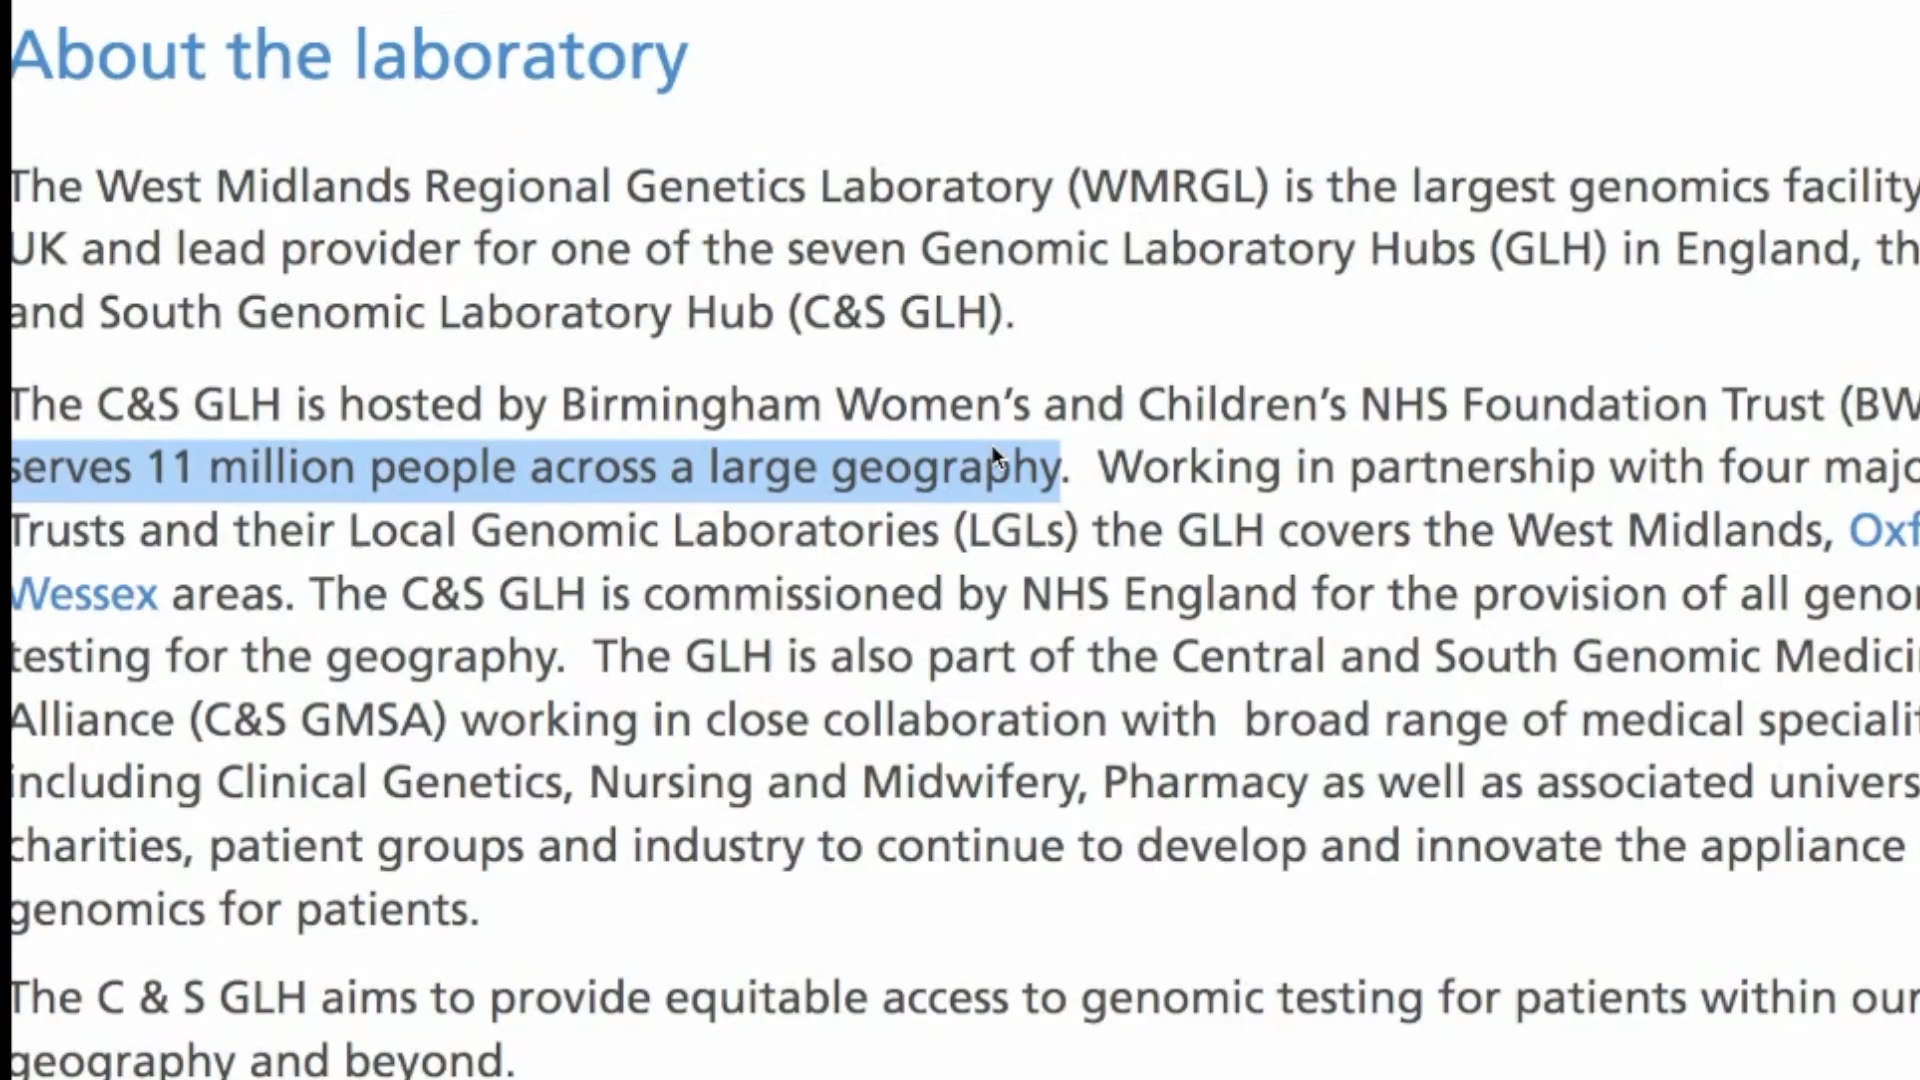 About the laboratory
The West Midlands Regional Genetics Laboratory (WMRGL) is the largest genomics facility
UK and lead provider for one of the seven Genomic Laboratory Hubs (GLH) in England, th
and South Genomic Laboratory Hub (C&S GLH).
The C&S GLH is hosted by Birmingham Women’s and Children’s NHS Foundation Trust (BW
serves 11 million people across a large geography.  Working in partnership with four majo
Trusts and their Local Genomic Laboratories (LGLs) the GLH covers the West Midlands, Oxf
Wessex areas. The C&S GLH is commissioned by NHS England for the provision of all geno
testing for the geography.  The GLH is also part of the Central and South Genomic Medici
Alliance (C&S GMSA) working in close collaboration with  broad range of medical specialit
including Clinical Genetics, Nursing and Midwifery, Pharmacy as well as associated univers
charities, patient groups and industry to continue to develop and innovate the appliance
genomics for patients.
The C & S GLH aims to provide equitable access to genomic testing for patients within our
geography and beyond.